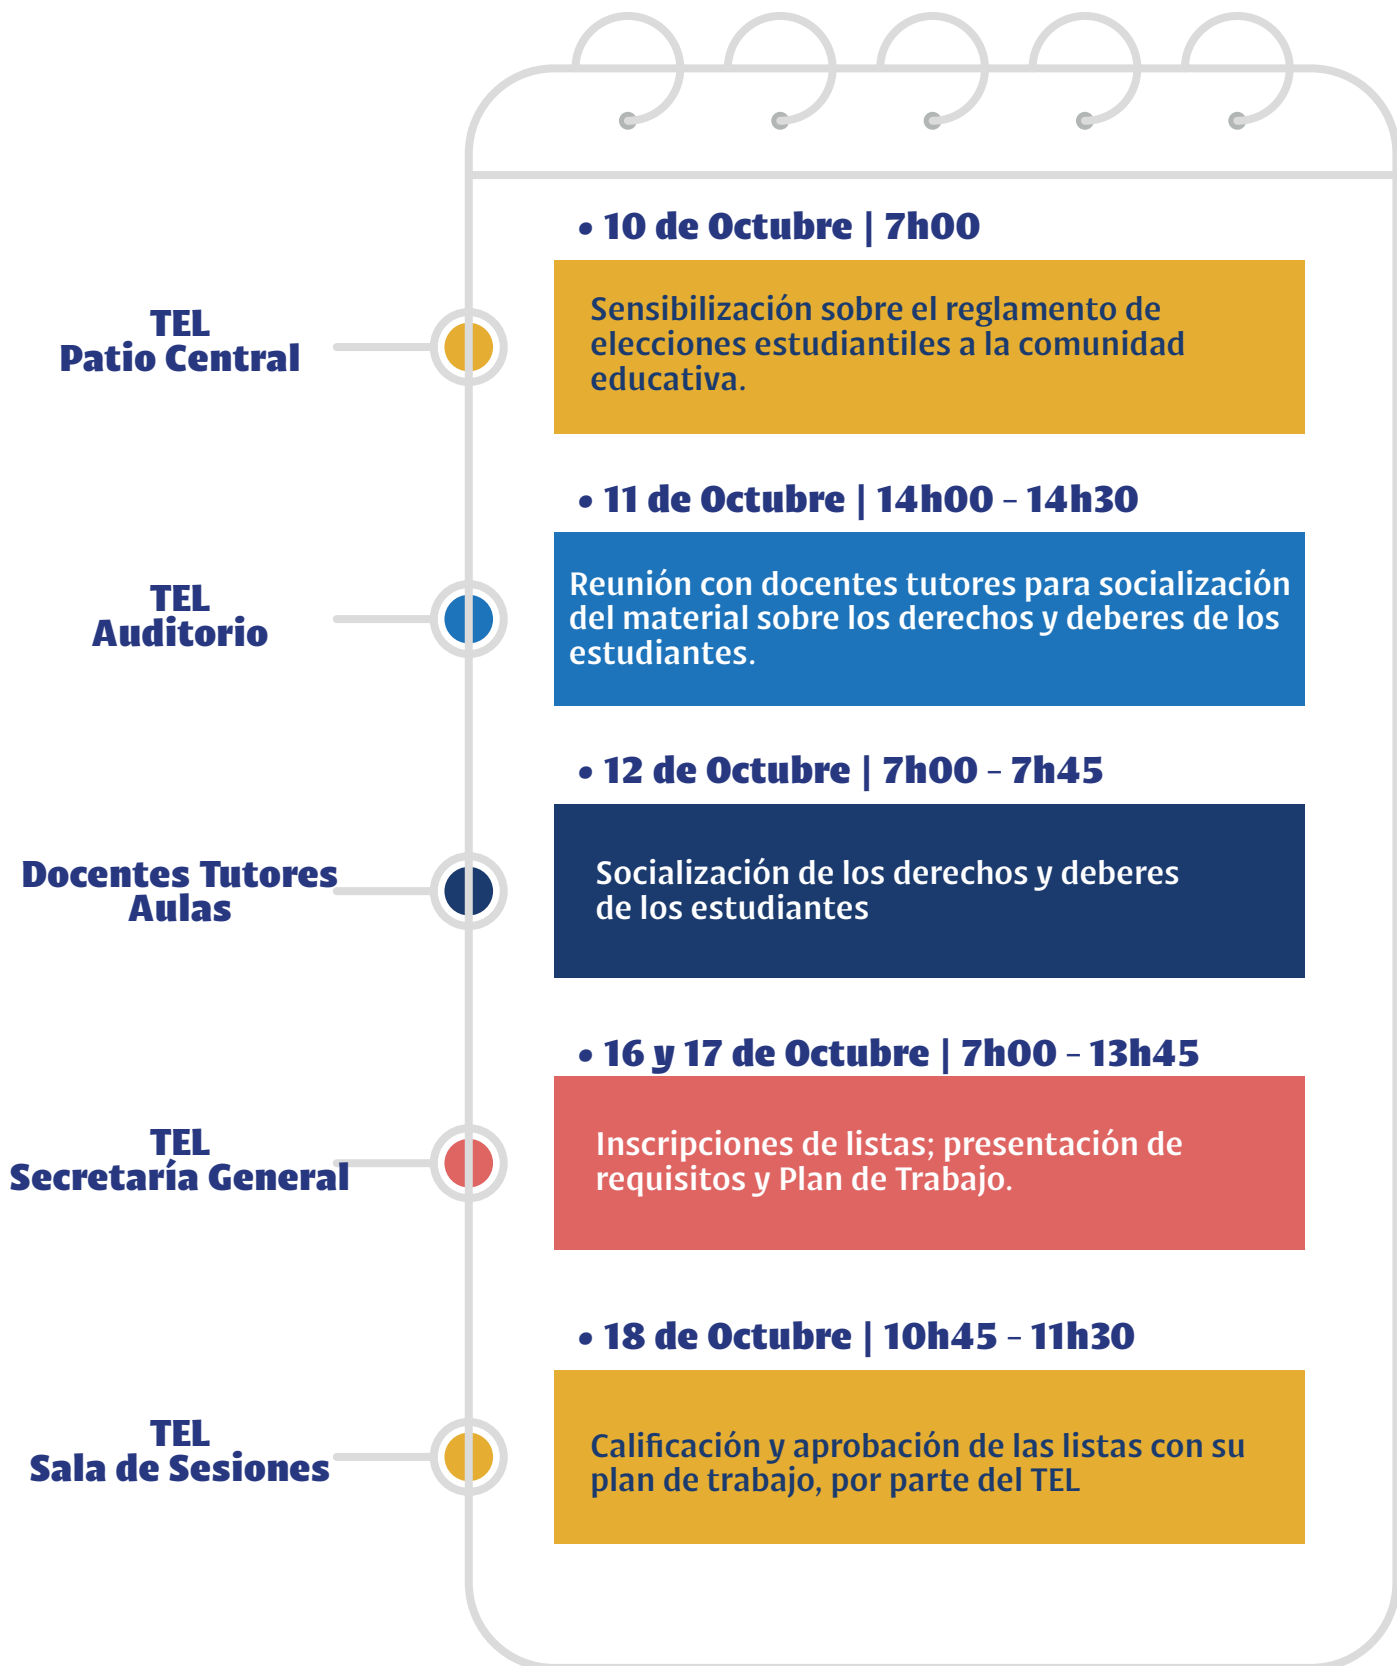 • 10 de Octubre | 7h00
TEL
Patio Central
Sensibilización sobre el reglamento de
elecciones estudiantiles a la comunidad
educativa.
• 11 de Octubre | 14h00 - 14h30
TEL
Auditorio
Reunión con docentes tutores para socialización
del material sobre los derechos y deberes de los
estudiantes.
• 12 de Octubre | 7h00 - 7h45
Docentes Tutores
Aulas
Socialización de los derechos y deberes
de los estudiantes
• 16 y 17 de Octubre | 7h00 - 13h45
TEL
Secretaría General
Inscripciones de listas; presentación de
requisitos y Plan de Trabajo.
• 18 de Octubre | 10h45 - 11h30
TEL
Sala de Sesiones
Calificación y aprobación de las listas con su
plan de trabajo, por parte del TEL